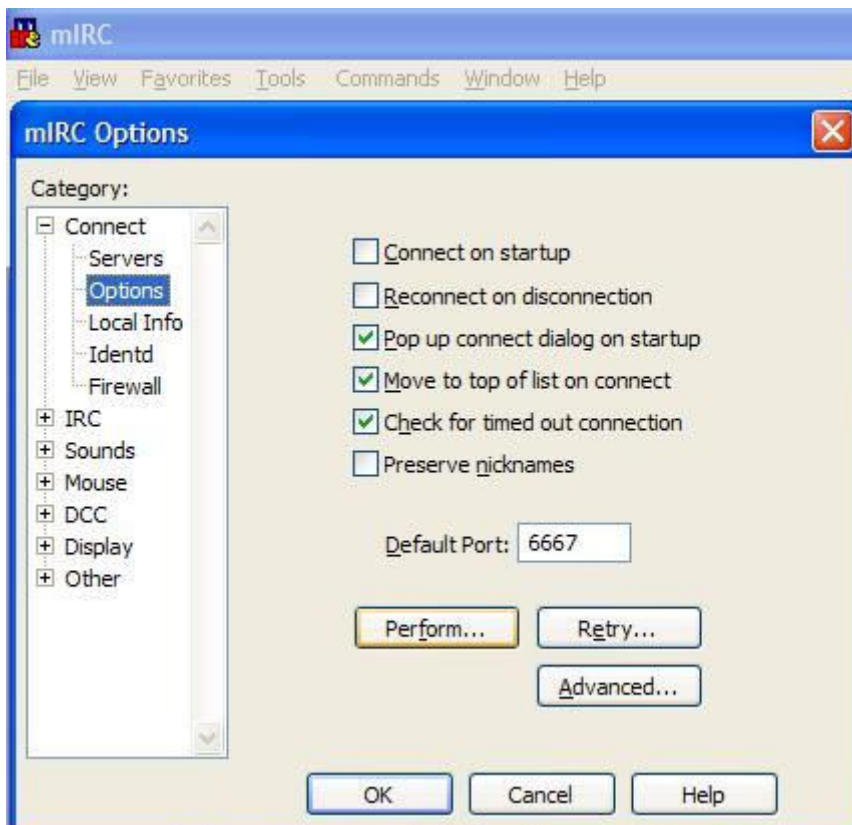 mIRC
File View Favorites Tools Commands Window Help
mIRC Options
Category:
Connect
Servers
Options
Local Info
Identd
Firewall
IRC
Sounds
Mouse
DCC
Display
Other
Connect on startup
Reconnect on disconnection
Pop up connect dialog on startup
Move to top of list on connect
Check for timed out connection
Preserve nicknames
Default Port: 6667
Perform... Retry...
Advanced...
OK Cancel Help